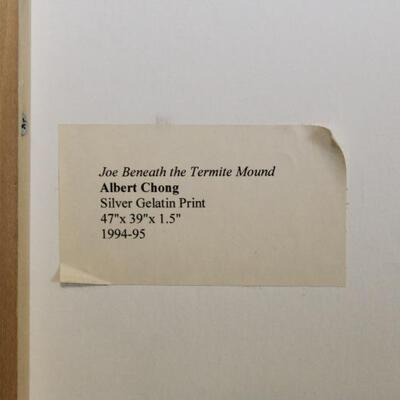 Joe Beneath the Termite Mound
Albert Chong
Silver Gelatin Print
47"x 39"x 1.5"
1994-95